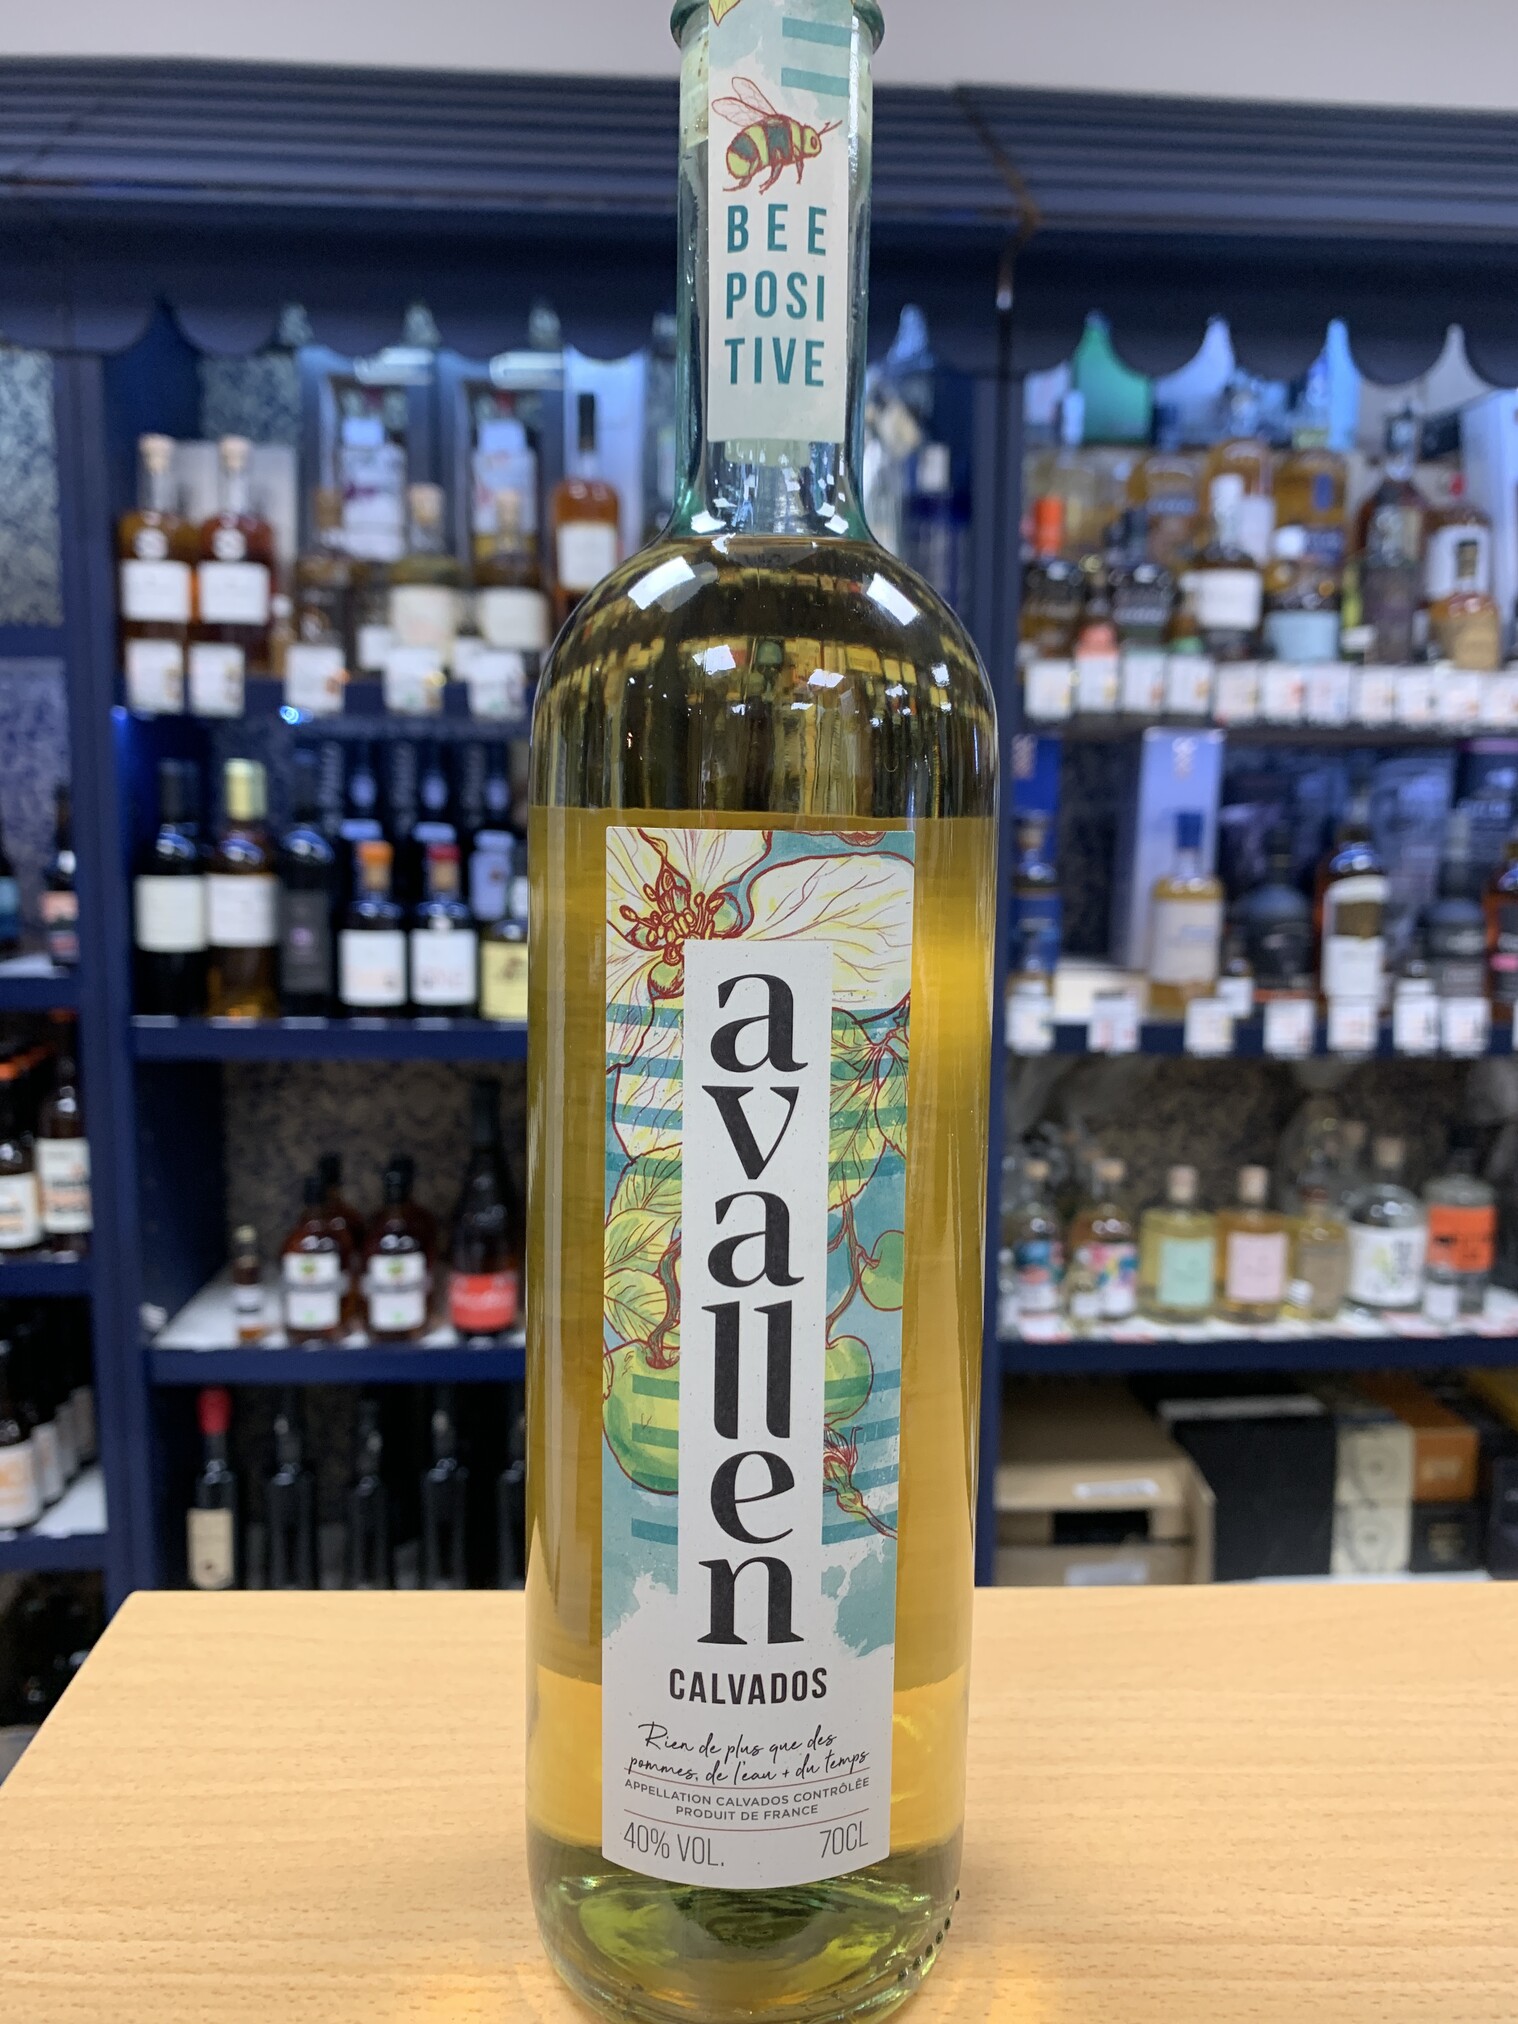 BEE
POSI
TIVE
avallen
CALVADOS
Rien de plus que des
pommes, de l'eau + du temps
APPELLATION CALVADOS CONTRÔLÉE
PRODUIT DE FRANCE
40% VOL. 70CL